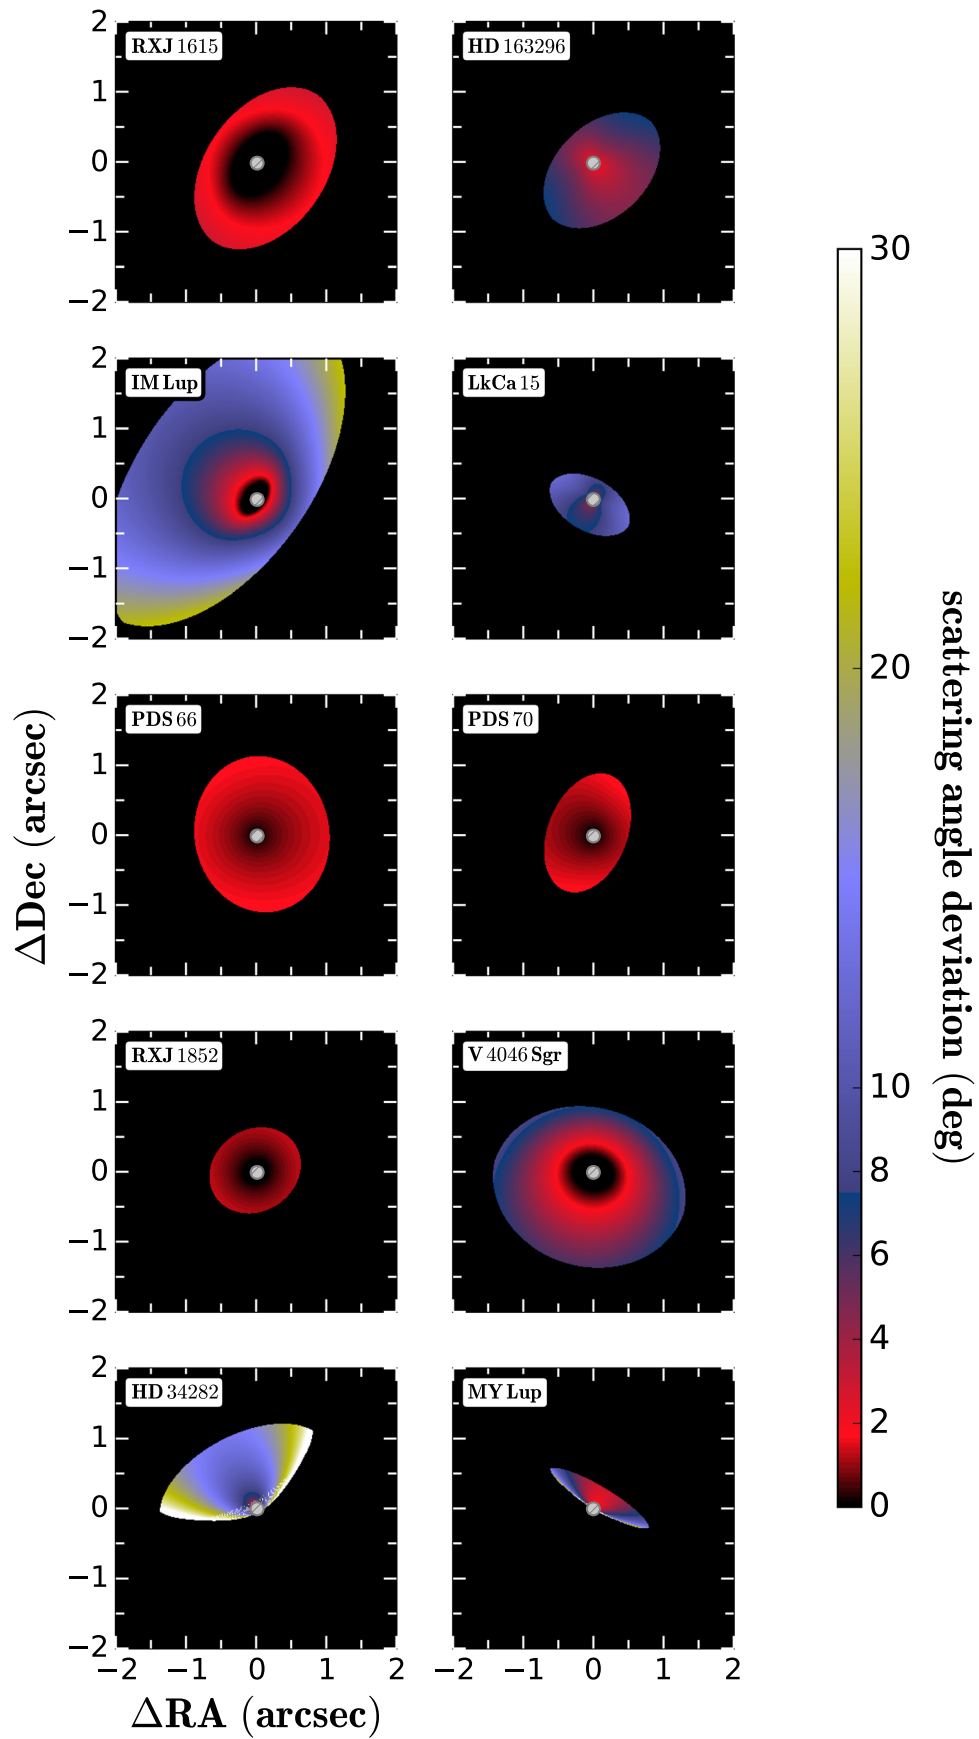 2
1
0
−1
−2
RXJ 1615
HD 163296
2
1
0
−1
−2
IM Lup
LkCa 15
2
1
0
−1
−2
PDS 66
PDS 70
2
1
0
−1
−2
RXJ 1852
V 4046 Sgr
2
1
0
−1
−2
HD 34282
MY Lup
−2 −1 0 1 2
−2 −1 0 1 2
ΔRA (arcsec)
ΔDec (arcsec)
30
20
10
8
6
4
2
0
scattering angle deviation (deg)